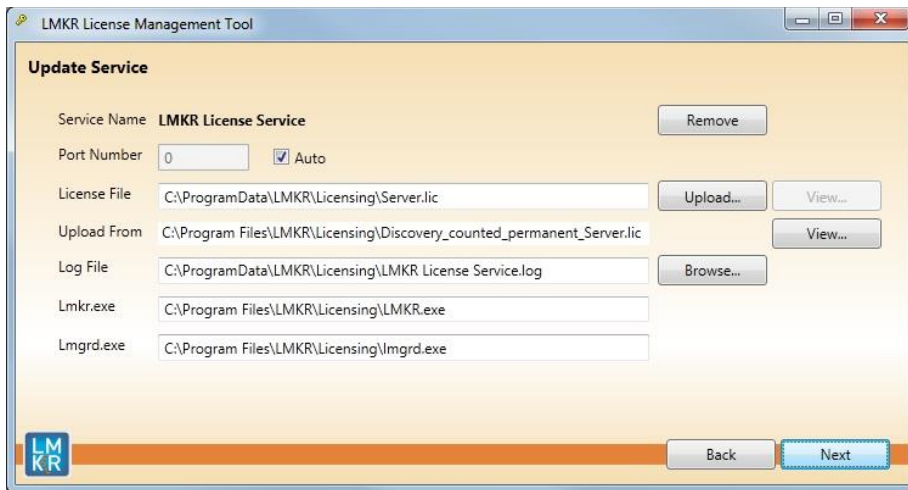 LMKR License Management Tool
Update Service
Service Name LMKR License Service Remove
Port Number 0 Auto
License File C:\ProgramData\LMKR\Licensing\Server.lic Upload... View...
Upload From C:\Program Files\LMKR\Licensing\Discovery_counted_permanent_Server.lic View...
Log File C:\ProgramData\LMKR\Licensing\LMKR License Service.log Browse...
Lmkr.exe C:\Program Files\LMKR\Licensing\LMKR.exe
Lmgrd.exe C:\Program Files\LMKR\Licensing\lmgrd.exe
LM
KR
Back Next